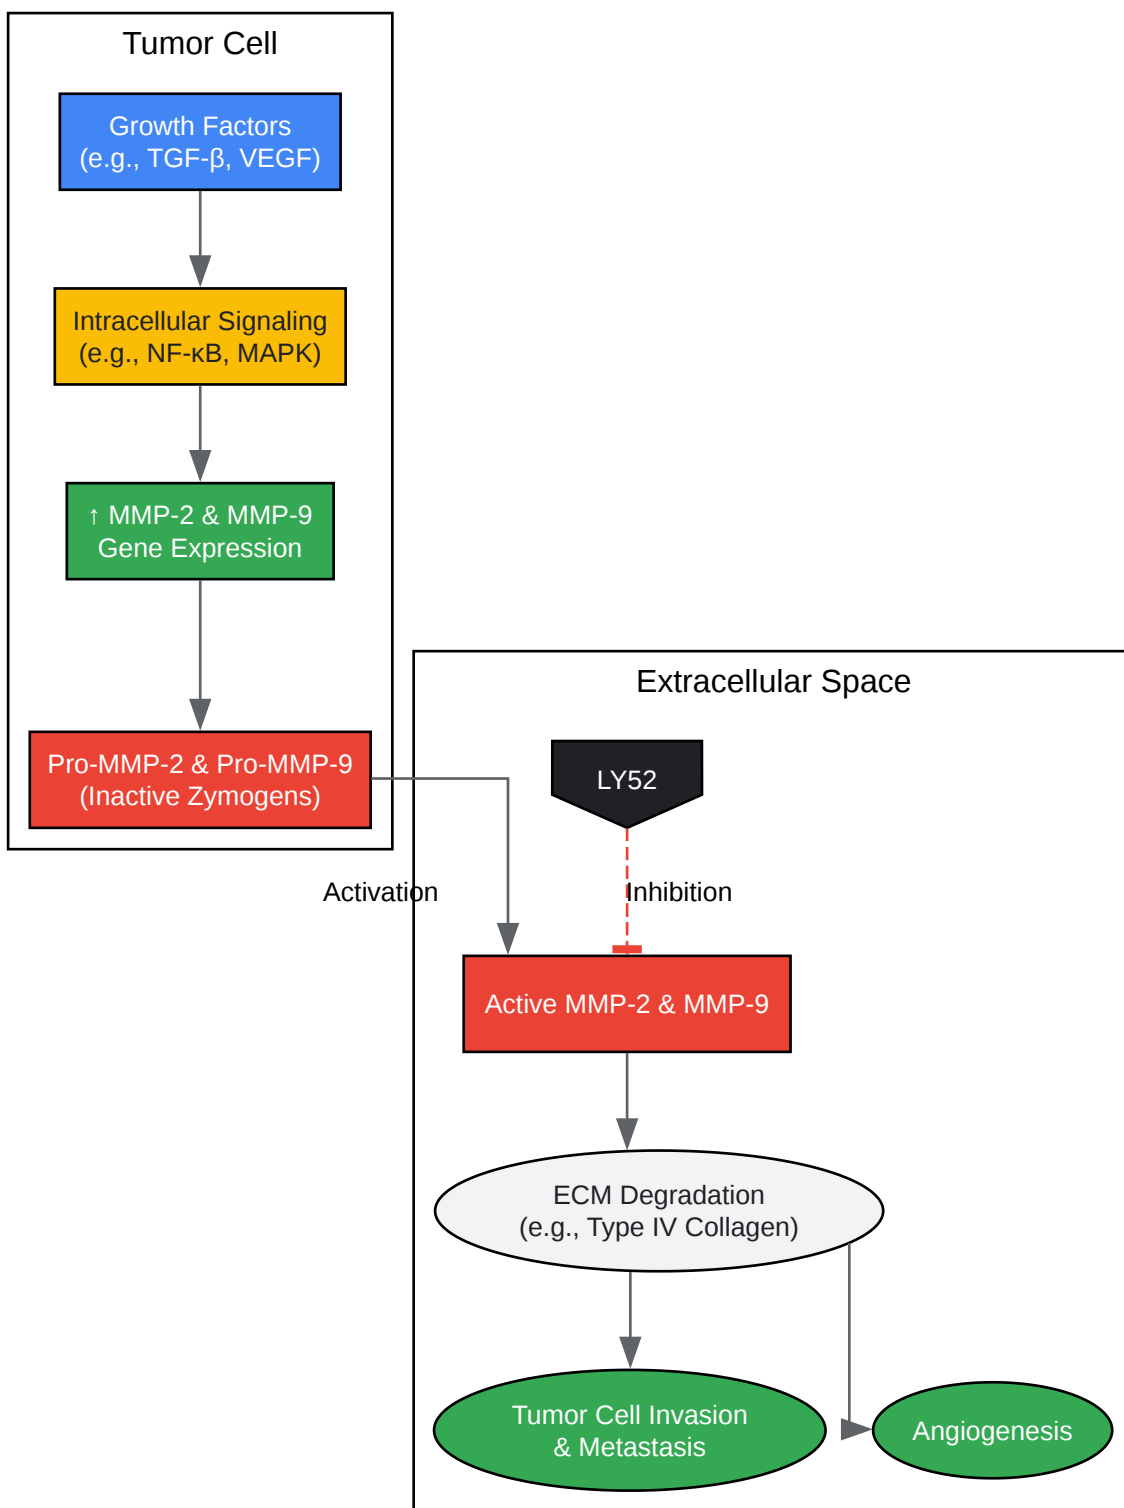 Tumor Cell
Growth Factors
(e.g., TGF-β, VEGF)
Intracellular Signaling
(e.g., NF-κB, MAPK)
↑ MMP-2 & MMP-9
Gene Expression
Pro-MMP-2 & Pro-MMP-9
(Inactive Zymogens)
Extracellular Space
LY52
Activation
Inhibition
Active MMP-2 & MMP-9
ECM Degradation
(e.g., Type IV Collagen)
Tumor Cell Invasion
& Metastasis
Angiogenesis